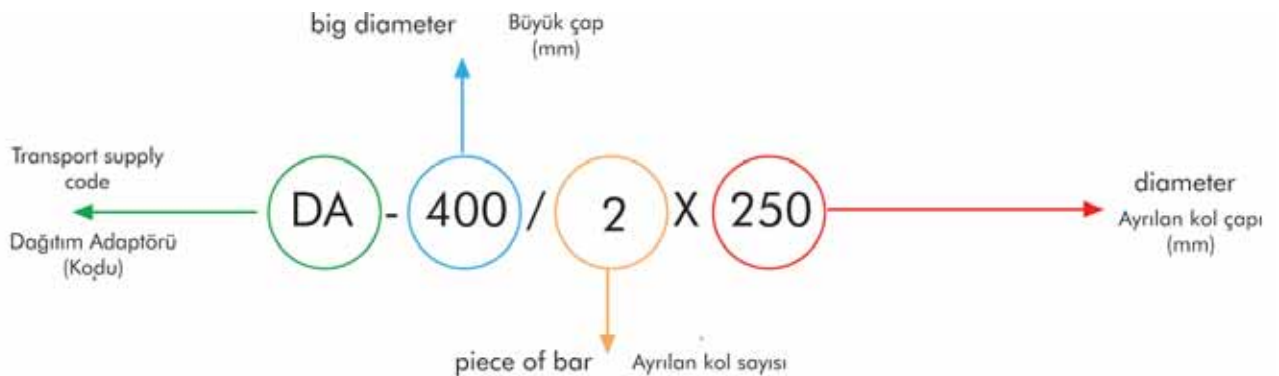 big diameter
Büyük çap
(mm)
Transport supply
code
Dağıtım Adaptörü
(Kodu)
DA - 400 / 2 X 250
diameter
Ayrılan kol çapı
(mm)
piece of bar
Ayrılan kol sayısı